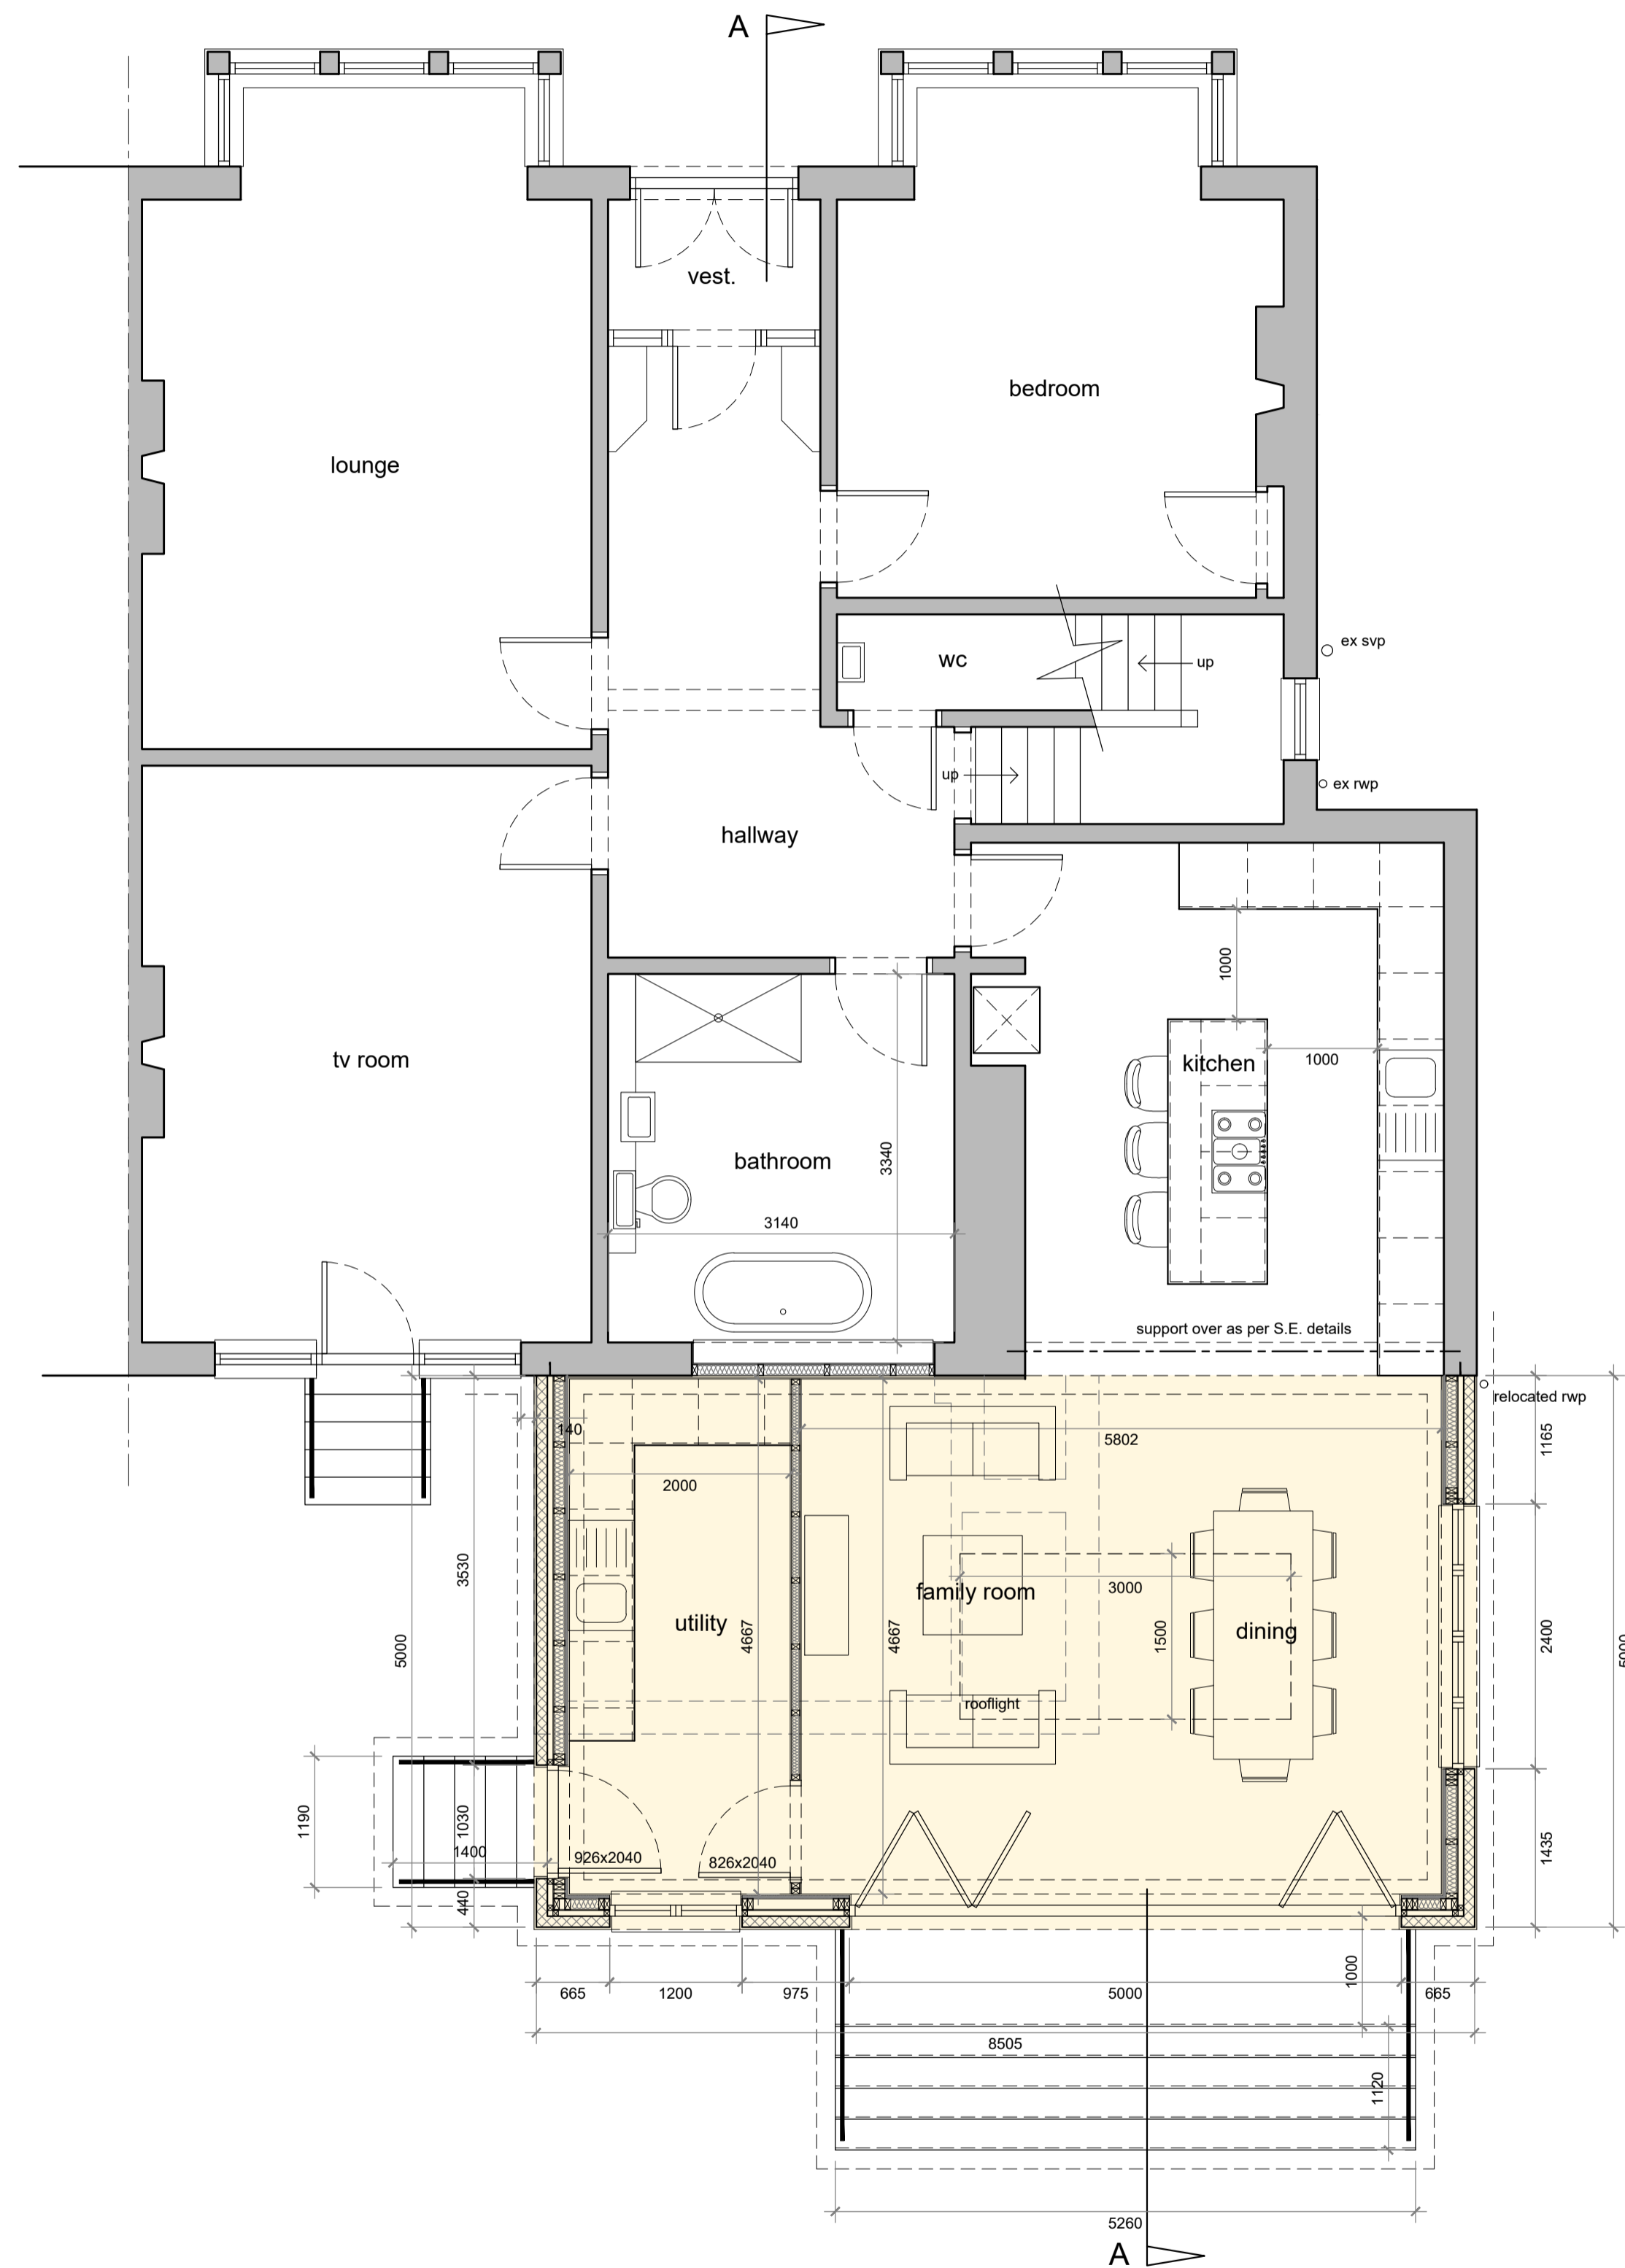 A
vest.
bedroom
lounge
ex svp
wc
up
up
ex rwp
hallway
1000
kitchen
1000
tv room
bathroom
3340
3140
support over as per S.E. details
relocated rwp
140
5802
1165
2000
3530
family room
3000
utility
4667
4667
1500
dining
2400
5000
5000
rooflight
1190
1030
1400
926x2040
826x2040
1435
440
665
1200
975
5000
1000
665
8505
1120
5260
A